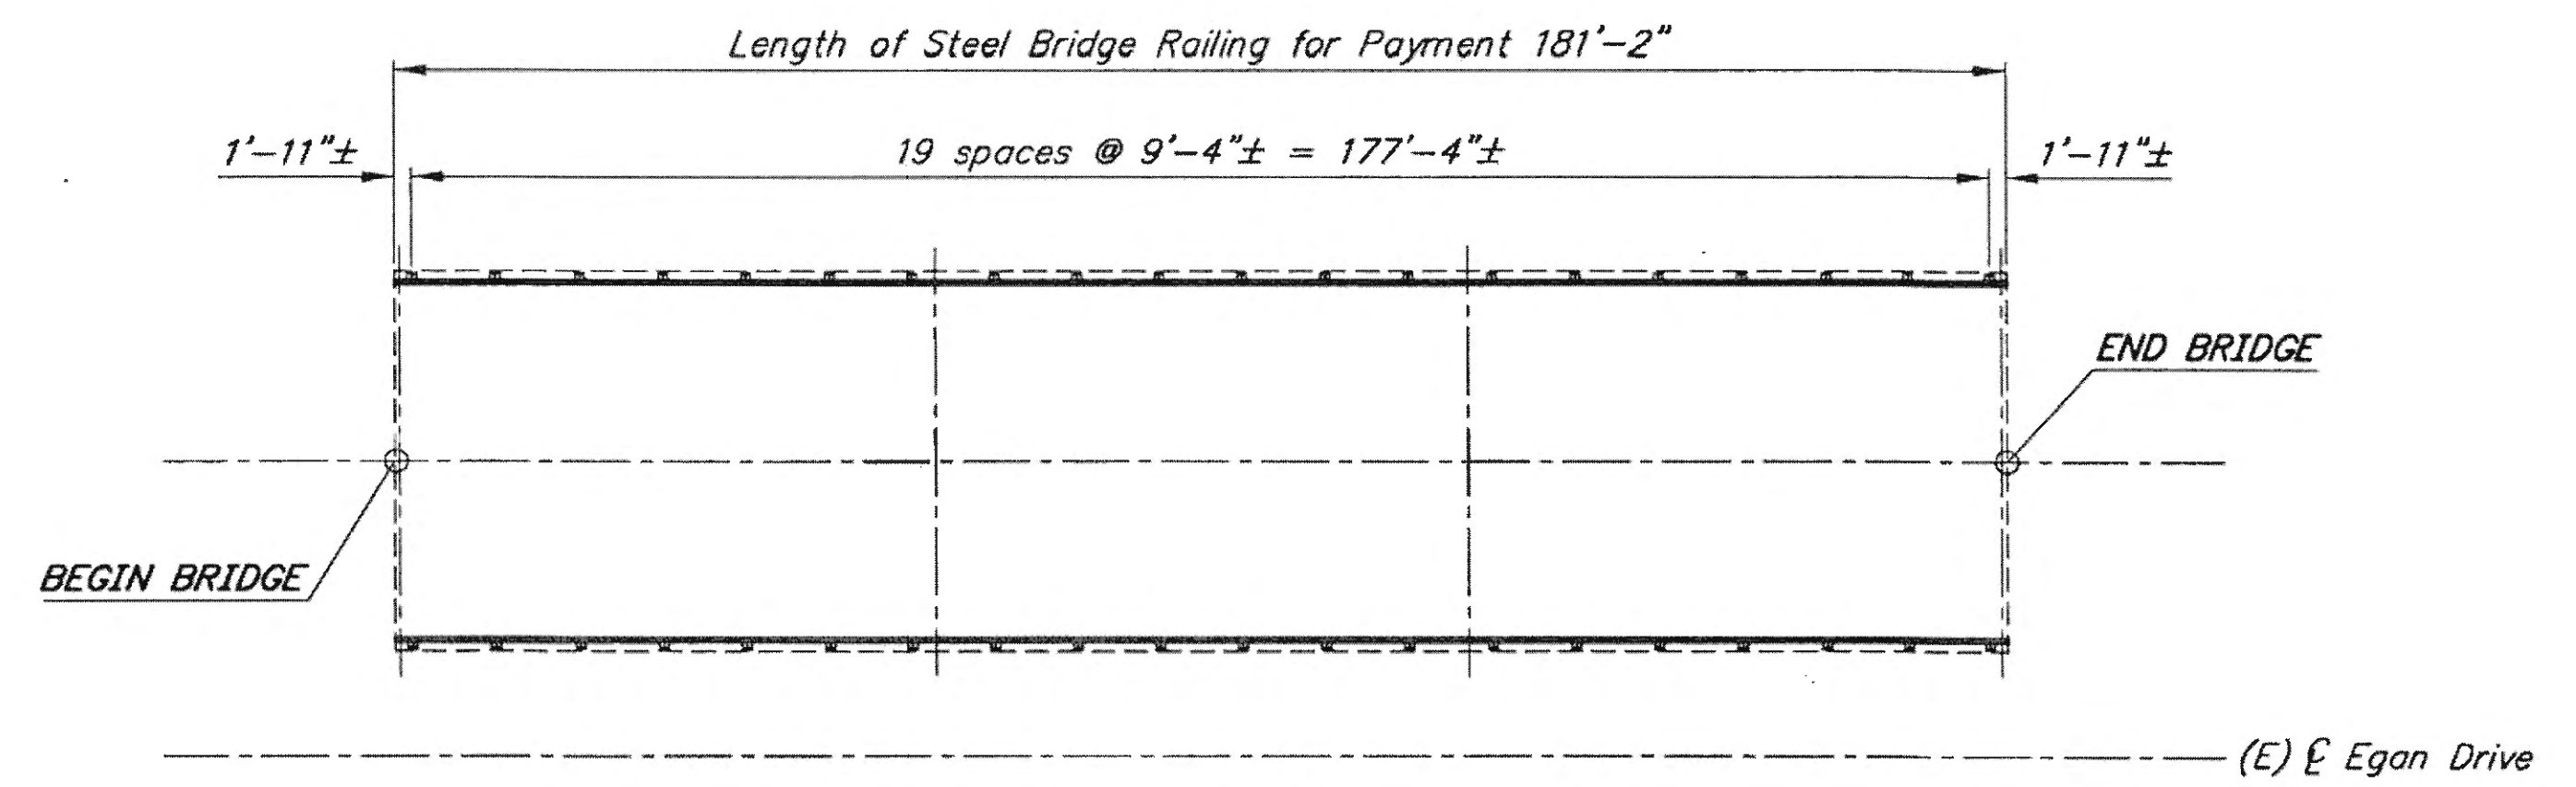 Length of Steel Bridge Railing for Payment 181'-2"
1'-11"± 19 spaces @ 9'-4"± = 177'-4"± 1'-11"±
END BRIDGE
BEGIN BRIDGE
(E) ℄ Egan Drive